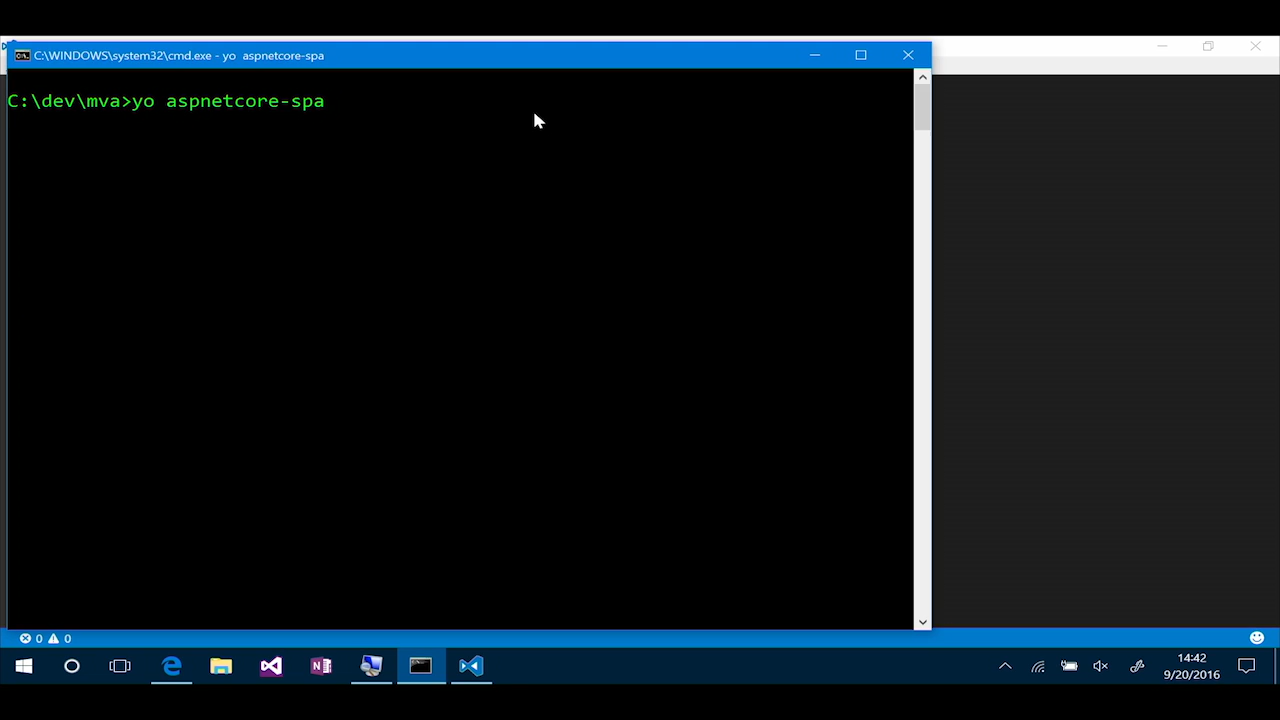 C:\WINDOWS\system32\cmd.exe - yo  aspnetcore-spa
C:\dev\mva>yo aspnetcore-spa
0 0
14:42
9/20/2016